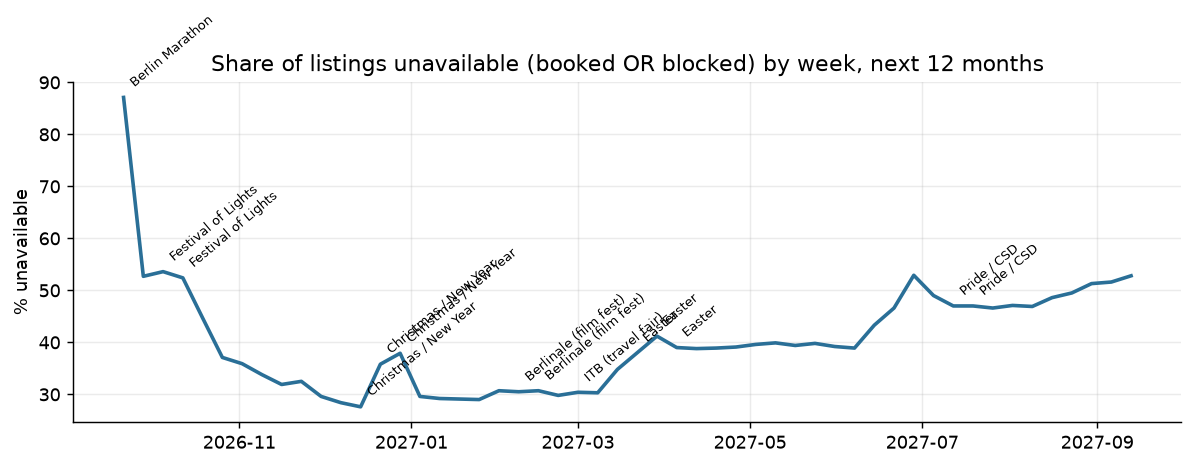 Berlin Marathon
Share of listings unavailable (booked OR blocked) by week, next 12 months
% unavailable
90
80
70
60
50
40
30
Festival of Lights
Festival of Lights
Christmas / New Year
Christmas / New Year
Christmas / New Year
Berlinale (film fest)
Berlinale (film fest)
ITB (travel fair)
Easter
Easter
Easter
Pride / CSD
Pride / CSD
2026-11
2027-01
2027-03
2027-05
2027-07
2027-09